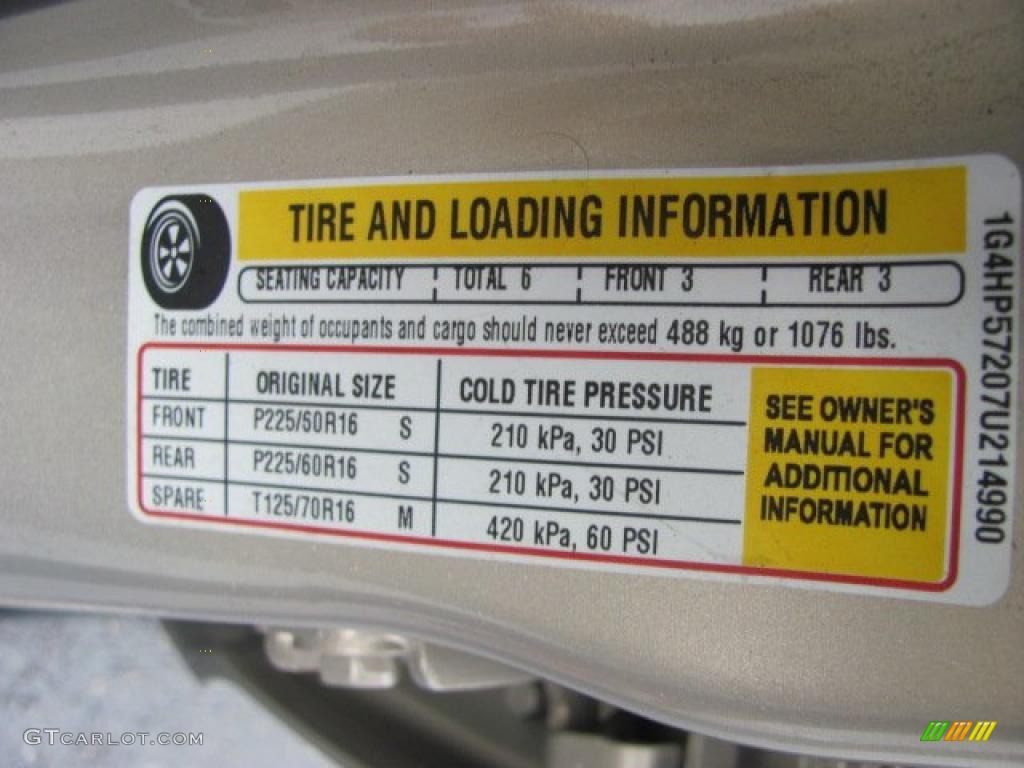 TIRE AND LOADING INFORMATION
SEATING CAPACITY TOTAL 6 FRONT 3 REAR 3
The combined weight of occupants and cargo should never exceed 488 kg or 1076 lbs.
TIRE ORIGINAL SIZE COLD TIRE PRESSURE
FRONT P225/60R16 S 210 kPa, 30 PSI
REAR P225/60R16 S 210 kPa, 30 PSI
SPARE T125/70R16 M 420 kPa, 60 PSI
SEE OWNER'S
MANUAL FOR
ADDITIONAL
INFORMATION
1G4HP57207U214990
GTCARLOT.COM